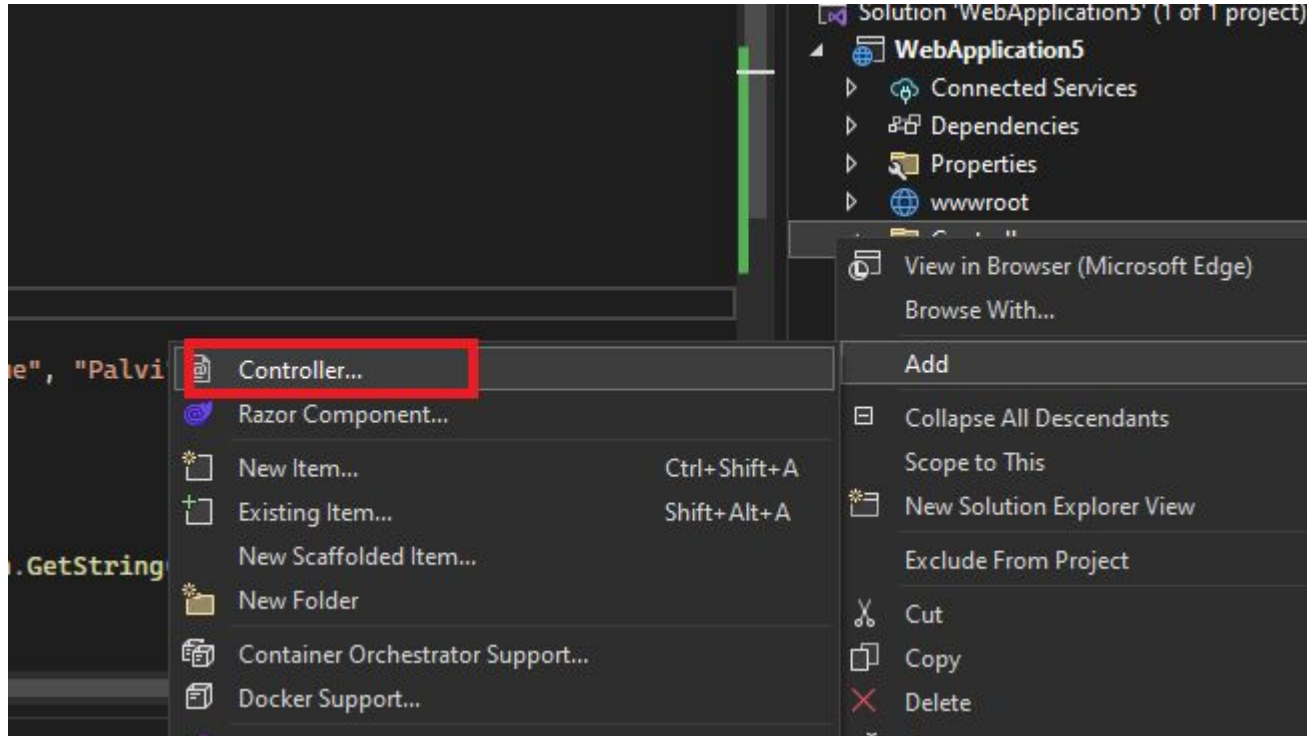 Solution 'WebApplication5' (1 of 1 project)
WebApplication5
Connected Services
Dependencies
Properties
wwwroot
View in Browser (Microsoft Edge)
Browse With...
Add
Collapse All Descendants
Scope to This
New Solution Explorer View
Exclude From Project
Cut
Copy
Delete
Controller...
Razor Component...
New Item... Ctrl+Shift+A
Existing Item... Shift+Alt+A
New Scaffolded Item...
New Folder
Container Orchestrator Support...
Docker Support...
e", "Palvi
.GetString